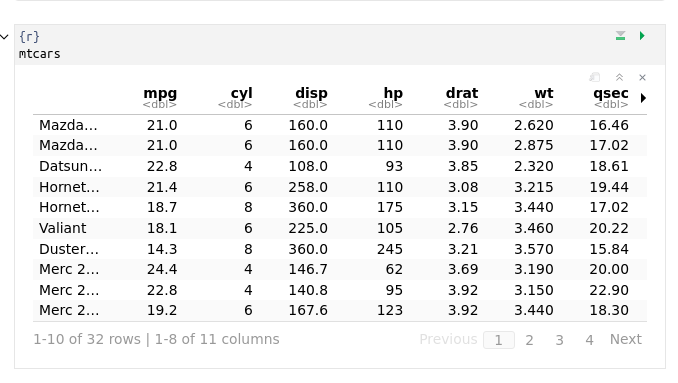 {r}
mtcars
mpg cyl disp hp drat wt qsec
<dbl> <dbl> <dbl> <dbl> <dbl> <dbl> <dbl>
Mazda... 21.0 6 160.0 110 3.90 2.620 16.46
Mazda... 21.0 6 160.0 110 3.90 2.875 17.02
Datsun... 22.8 4 108.0 93 3.85 2.320 18.61
Hornet... 21.4 6 258.0 110 3.08 3.215 19.44
Hornet... 18.7 8 360.0 175 3.15 3.440 17.02
Valiant 18.1 6 225.0 105 2.76 3.460 20.22
Duster... 14.3 8 360.0 245 3.21 3.570 15.84
Merc 2... 24.4 4 146.7 62 3.69 3.190 20.00
Merc 2... 22.8 4 140.8 95 3.92 3.150 22.90
Merc 2... 19.2 6 167.6 123 3.92 3.440 18.30
1-10 of 32 rows | 1-8 of 11 columns Previous 1 2 3 4 Next